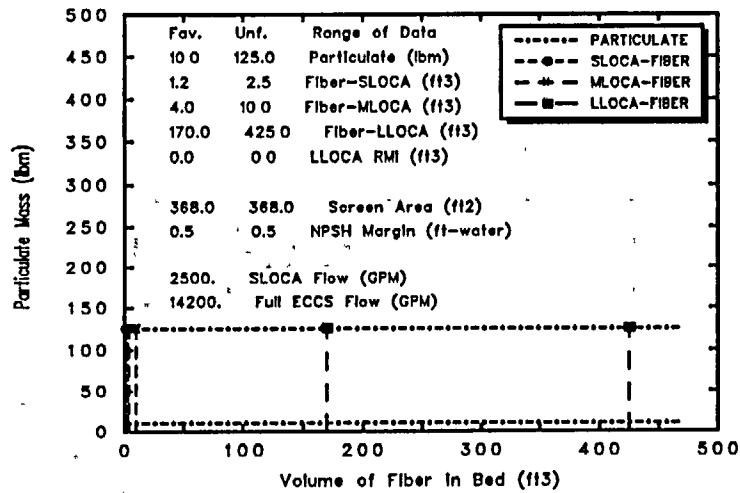 500
450
400
350
300
250
200
150
100
50
0
Particulate Mass (lbm)
Fav. Unf. Range of Data
10 0 125.0 Particulate (lbm)
1.2 2.5 Fiber-SLOCA (ft3)
4.0 10 0 Fiber-MLOCA (ft3)
170.0 425 0 Fiber-LLOCA (ft3)
0.0 0 0 LLOCA RMI (ft3)
368.0 368.0 Screen Area (ft2)
0.5 0.5 NPSH Margin (ft-water)
2500. SLOCA Flow (GPM)
14200. Full ECCS Flow (GPM)
PARTICULATE
SLOCA-FIBER
MLOCA-FIBER
LLOCA-FIBER
0 100 200 300 400 500
Volume of Fiber in Bed (ft3)